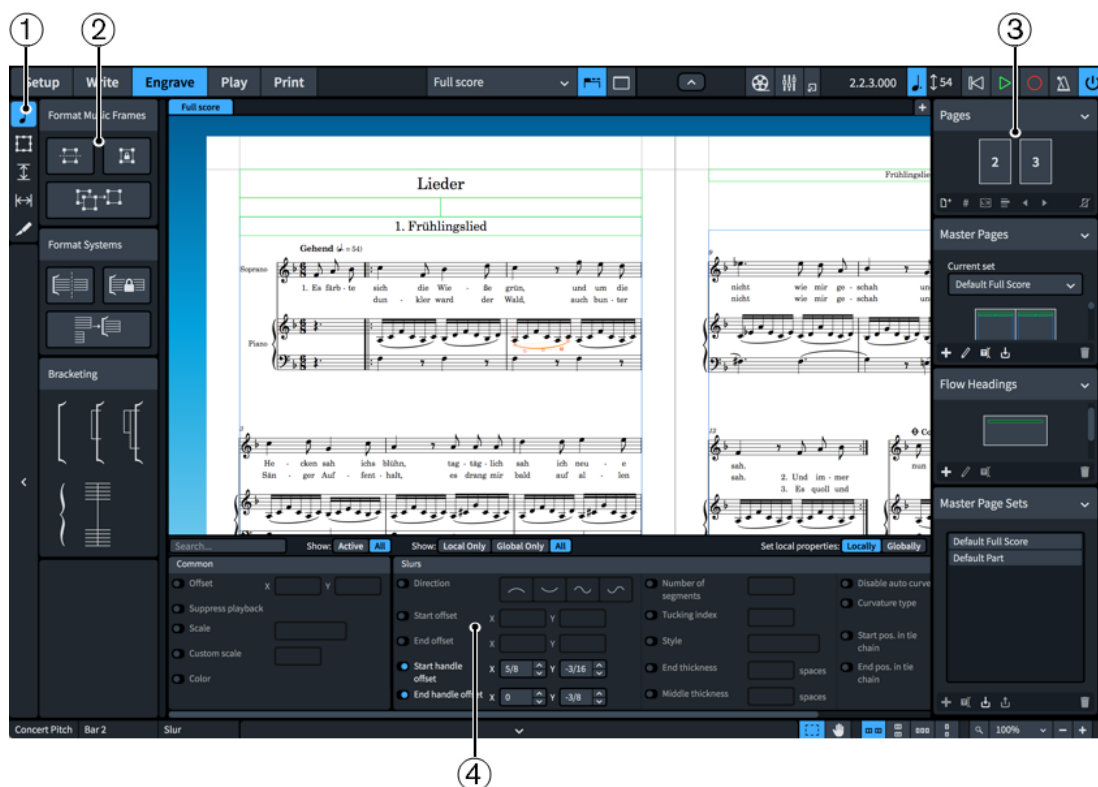 1 2 3
Setup Write Engrave Play Print Full score 2.2.3.000 54
Full score
Format Music Frames
Format Systems
Bracketing
Lieder
1. Frühlingslied
Gehend (♩. = 54)
Soprano
1. Es färb - te sich die Wie - ße grün, und um die
dun - kler ward der Wald, auch bun - ter
Piano
3
He - cken sah ichs blühn, tag - täg - lich sah ich neu - e
Sän - ger Auf - fent - halt, es drang mir bald auf al - len
Frühlingslie
9
nicht wie mir ge - schah un
nicht wie mir ge - schah un
12
Co
sah. nun
sah. 2. Und im - mer
3. Es quoll und
Pages
2 3
Master Pages
Current set
Default Full Score
Flow Headings
Master Page Sets
Default Full Score
Default Part
Search... Show: Active All Show: Local Only Global Only All Set local properties: Locally Globally
Common
Offset X Y
Suppress playback
Scale
Custom scale
Color
Slurs
Direction
Start offset X Y
End offset X Y
Start handle offset X 5/8 Y -3/16
End handle offset X 0 Y -3/8
Number of
segments
Tucking index
Style
End thickness spaces
Middle thickness spaces
Disable auto curve
Curvature type
Start pos. in tie
chain
End pos. in tie
chain
Concert Pitch Bar 2 Slur 100%
4